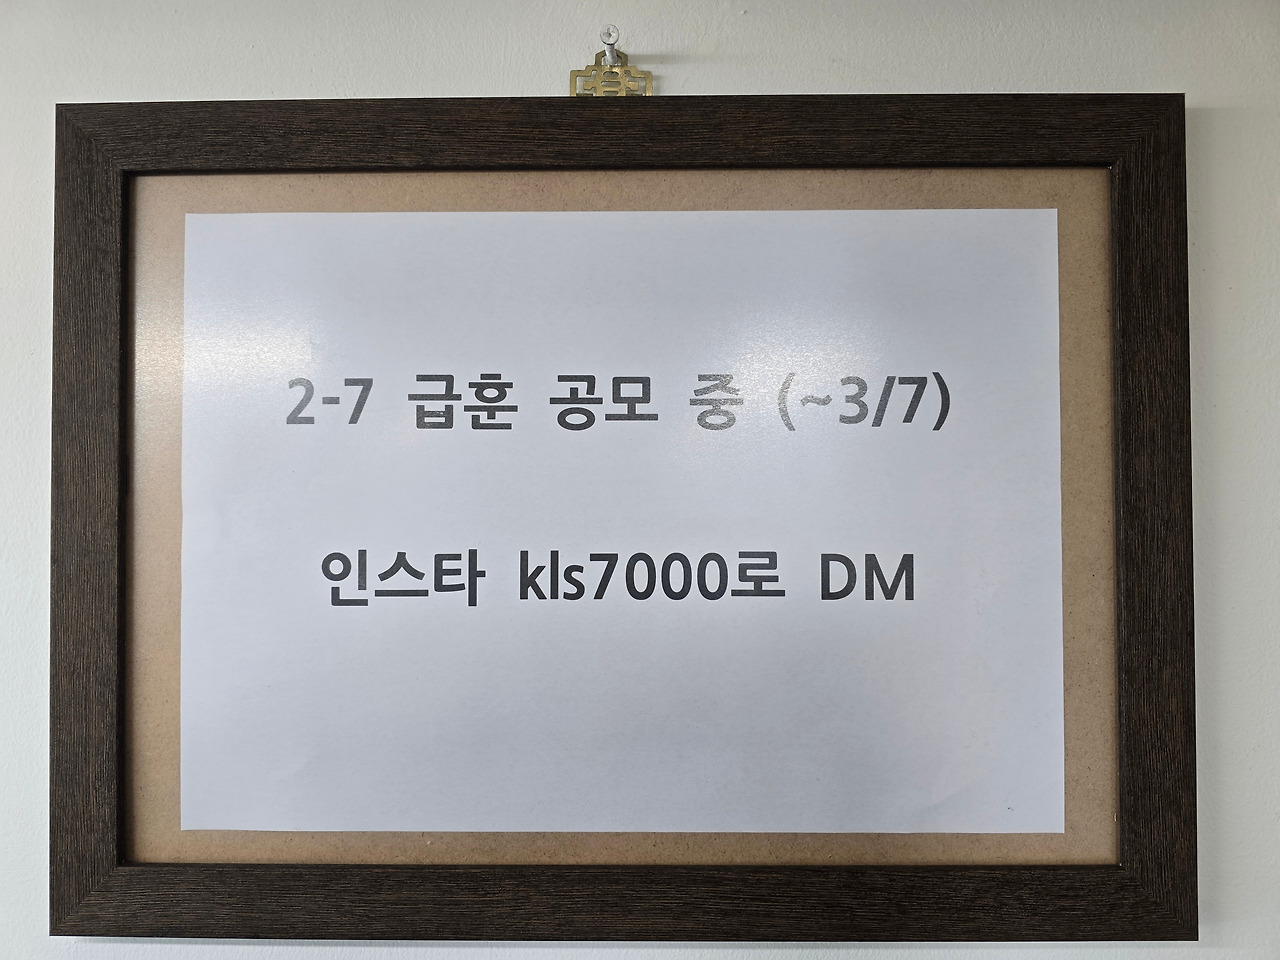 2-7 급훈 공모 중 (~3/7)
인스타 kls7000로 DM